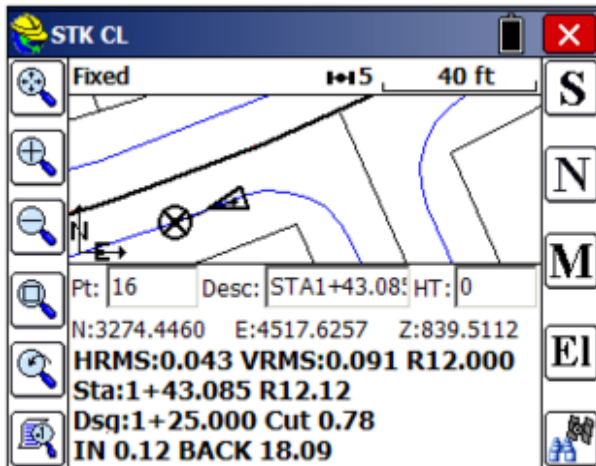 STK CL
Fixed 5 40 ft
S
N
N
E
M
Pt: 16 Desc: STA1+43.085 HT: 0
N:3274.4460 E:4517.6257 Z:839.5112
El
HRMS:0.043 VRMS:0.091 R12.000
Sta:1+43.085 R12.12
Dsg:1+25.000 Cut 0.78
IN 0.12 BACK 18.09